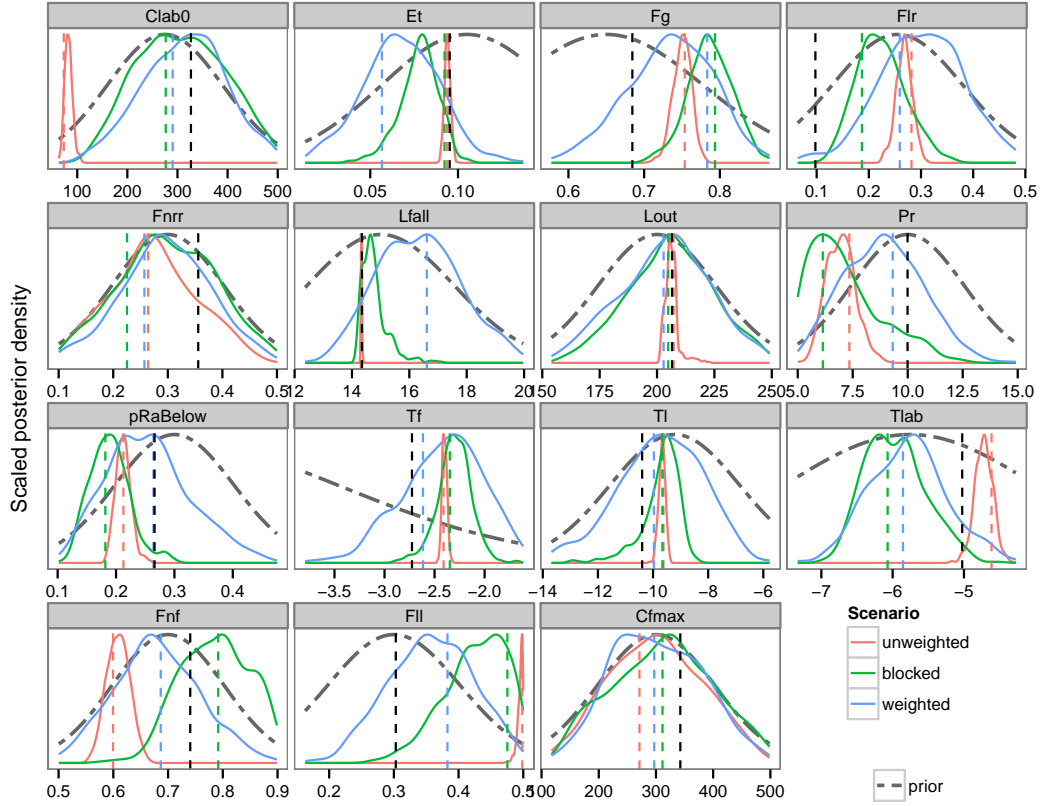 Clab0 Et Fg Flr
100 200 300 400 500 0.05 0.10 0.6 0.7 0.8 0.1 0.2 0.3 0.4 0.5
Fnrr Lfall Lout Pr
0.1 0.2 0.3 0.4 0.5 12 14 16 18 20 150 175 200 225 250 5.0 7.5 10.0 12.5 15.0
Scaled posterior density
pRaBelow Tf Tl Tlab
0.1 0.2 0.3 0.4 −3.5 −3.0 −2.5 −2.0 −14 −12 −10 −8 −6 −7 −6 −5
Fnf Fll Cfmax
0.5 0.6 0.7 0.8 0.9 0.2 0.3 0.4 0.5 100 200 300 400 500
Scenario
unweighted
blocked
weighted
prior